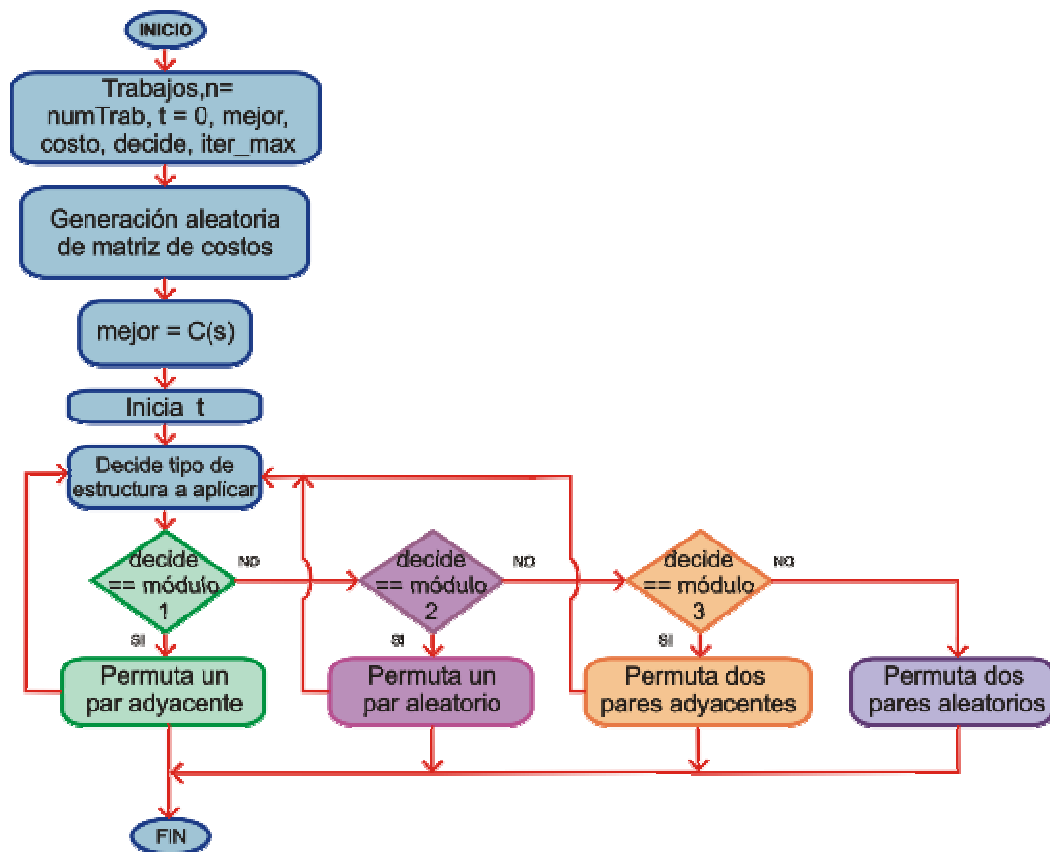 INICIO
Trabajos,n=
numTrab, t = 0, mejor,
costo, decide, iter_max
Generación aleatoria
de matriz de costos
mejor = C(s)
Inicia t
Decide tipo de
estructura a aplicar
decide
== módulo
1
NO
SI
decide
== módulo
2
NO
SI
decide
== módulo
3
NO
SI
Permuta un
par adyacente
Permuta un
par aleatorio
Permuta dos
pares adyacentes
Permuta dos
pares aleatorios
FIN